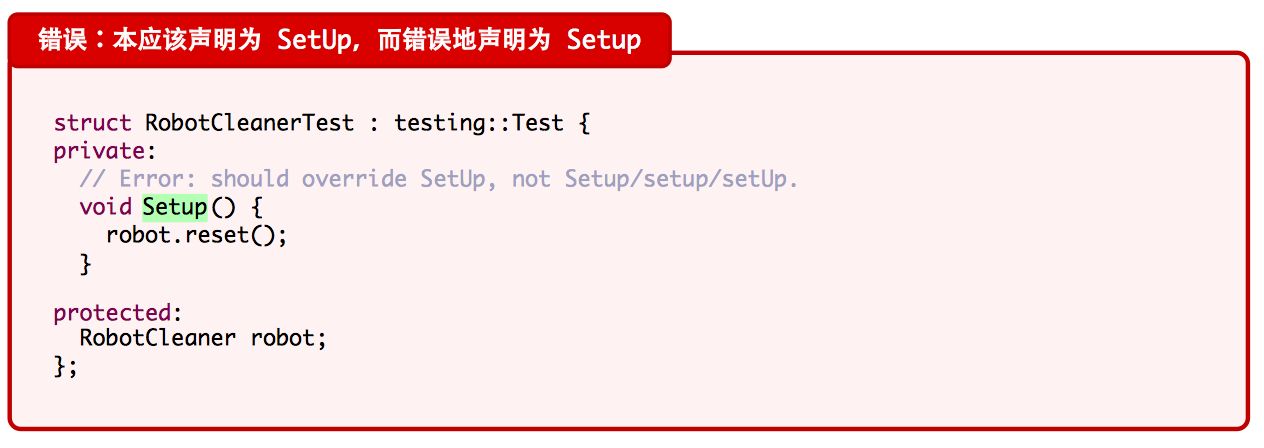 错误：本应该声明为 SetUp, 而错误地声明为 Setup
struct RobotCleanerTest : testing::Test {
private:
  // Error: should override SetUp, not Setup/setup/setUp.
  void Setup() {
    robot.reset();
  }
protected:
  RobotCleaner robot;
};